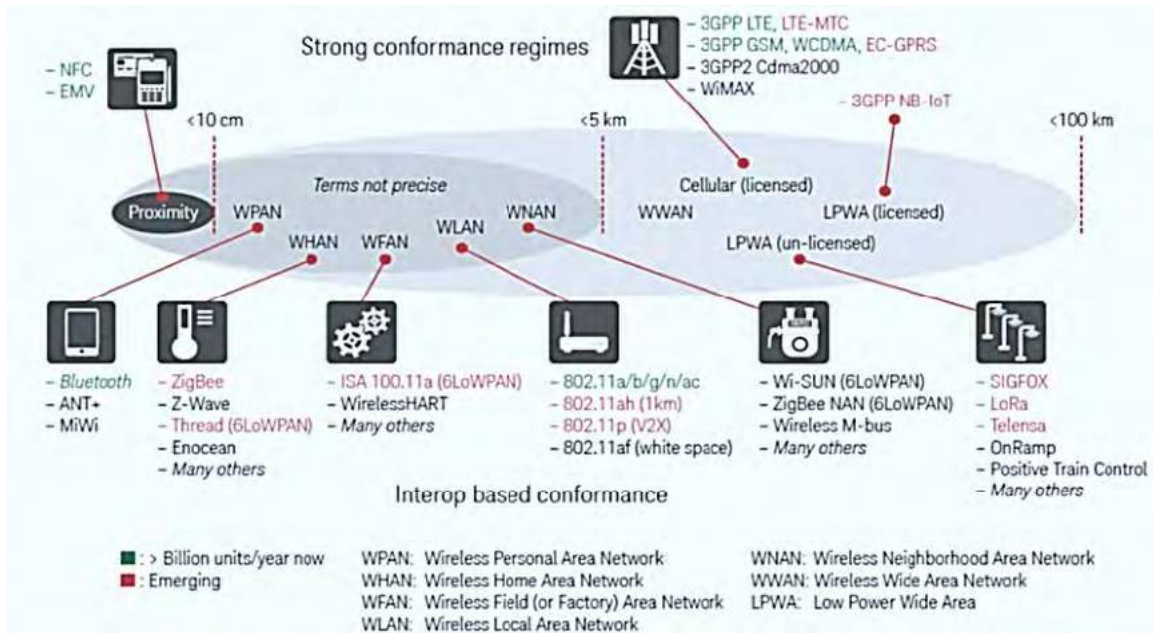 Strong conformance regimes
– NFC
– EMV
– 3GPP LTE, LTE-MTC
– 3GPP GSM, WCDMA, EC-GPRS
– 3GPP2 Cdma2000
– WiMAX
– 3GPP NB-IoT
<10 cm
<5 km
<100 km
Terms not precise
Cellular (licensed)
Proximity
WPAN
WHAN
WFAN
WLAN
WNAN
WWAN
LPWA (licensed)
LPWA (un-licensed)
– Bluetooth
– ANT+
– MiWi
– ZigBee
– Z-Wave
– Thread (6LoWPAN)
– Enocean
– Many others
– ISA 100.11a (6LoWPAN)
– WirelessHART
– Many others
– 802.11a/b/g/n/ac
– 802.11ah (1km)
– 802.11p (V2X)
– 802.11af (white space)
– Wi-SUN (6LoWPAN)
– ZigBee NAN (6LoWPAN)
– Wireless M-bus
– Many others
– SIGFOX
– LoRa
– Telensa
– OnRamp
– Positive Train Control
– Many others
Interop based conformance
: > Billion units/year now
: Emerging
WPAN: Wireless Personal Area Network
WHAN: Wireless Home Area Network
WFAN: Wireless Field (or Factory) Area Network
WLAN: Wireless Local Area Network
WNAN: Wireless Neighborhood Area Network
WWAN: Wireless Wide Area Network
LPWA: Low Power Wide Area